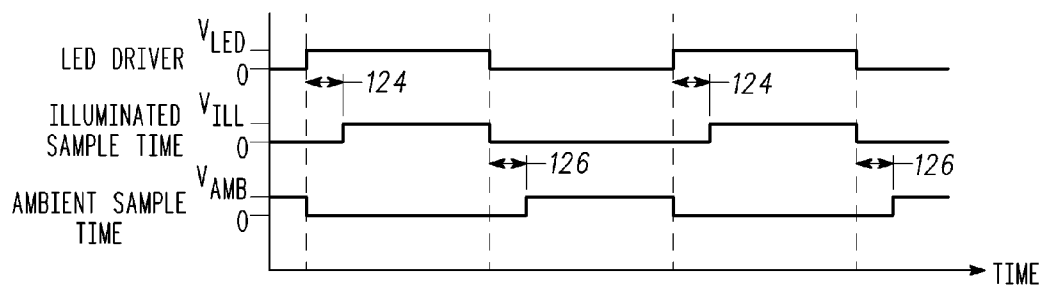 V_LED
LED DRIVER
0
124
124
ILLUMINATED
SAMPLE TIME
V_ILL
0
126
126
AMBIENT SAMPLE
TIME
V_AMB
0
TIME